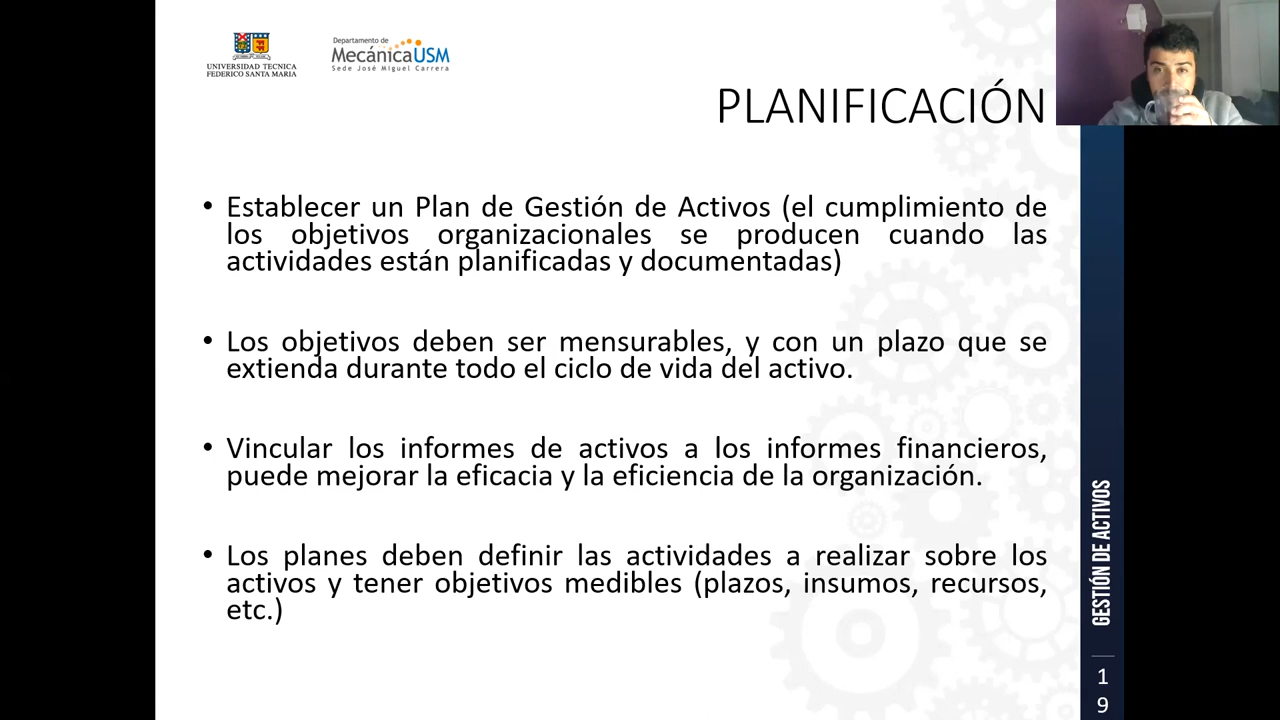 UNIVERSIDAD TECNICA
FEDERICO SANTA MARIA
Departamento de
MecánicaUSM
Sede José Miguel Carrera
PLANIFICACIÓN
• Establecer un Plan de Gestión de Activos (el cumplimiento de
los objetivos organizacionales se producen cuando las
actividades están planificadas y documentadas)
• Los objetivos deben ser mensurables, y con un plazo que se
extienda durante todo el ciclo de vida del activo.
• Vincular los informes de activos a los informes financieros,
puede mejorar la eficacia y la eficiencia de la organización.
• Los planes deben definir las actividades a realizar sobre los
activos y tener objetivos medibles (plazos, insumos, recursos,
etc.)
GESTIÓN DE ACTIVOS
1
9